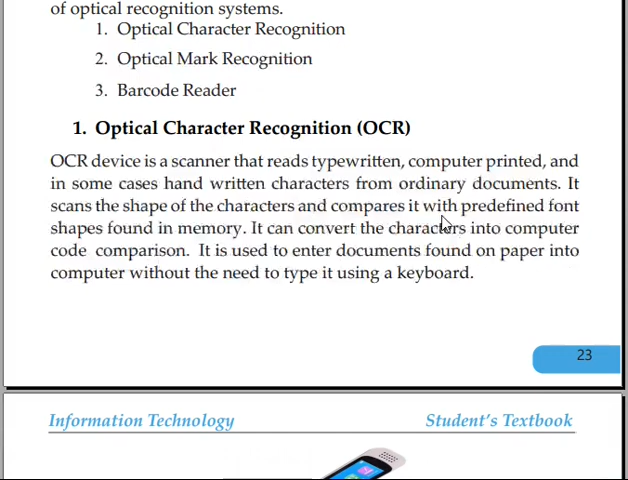 of optical recognition systems.
1. Optical Character Recognition
2. Optical Mark Recognition
3. Barcode Reader
1. Optical Character Recognition (OCR)
OCR device is a scanner that reads typewritten, computer printed, and
in some cases hand written characters from ordinary documents. It
scans the shape of the characters and compares it with predefined font
shapes found in memory. It can convert the characters into computer
code comparison. It is used to enter documents found on paper into
computer without the need to type it using a keyboard.
23
Information Technology Student's Textbook